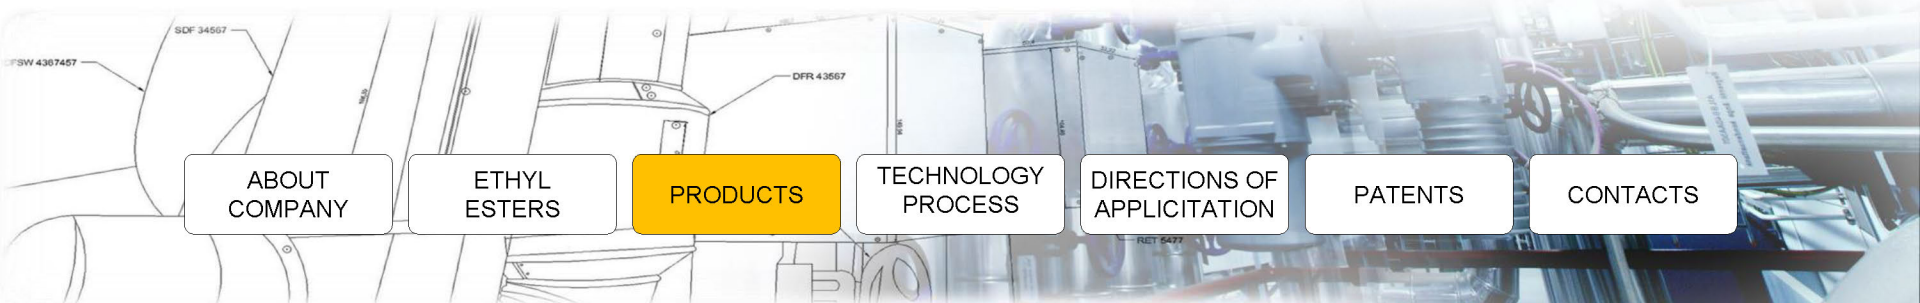 SDF 34567
FSW 4367457
DFR 43567
ABOUT
COMPANY
ETHYL
ESTERS
PRODUCTS
TECHNOLOGY
PROCESS
DIRECTIONS OF
APPLICITATION
PATENTS
CONTACTS
RET 5477